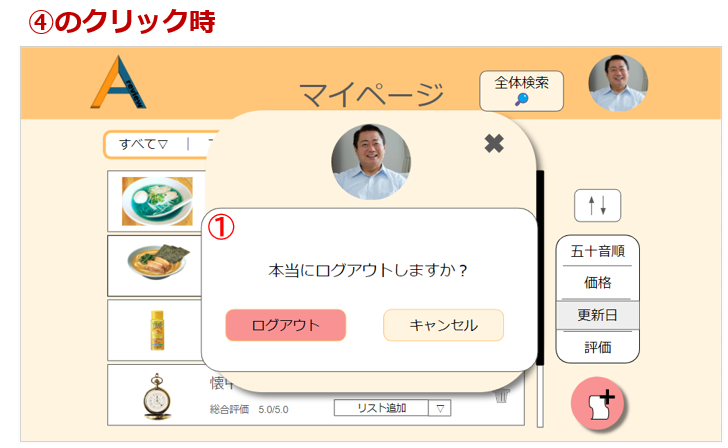 ④のクリック時
review
マイページ
全体検索
すべて▽ |
①
本当にログアウトしますか？
ログアウト
キャンセル
↑↓
五十音順
価格
更新日
評価
懐中
総合評価 5.0/5.0
リスト追加 ▽